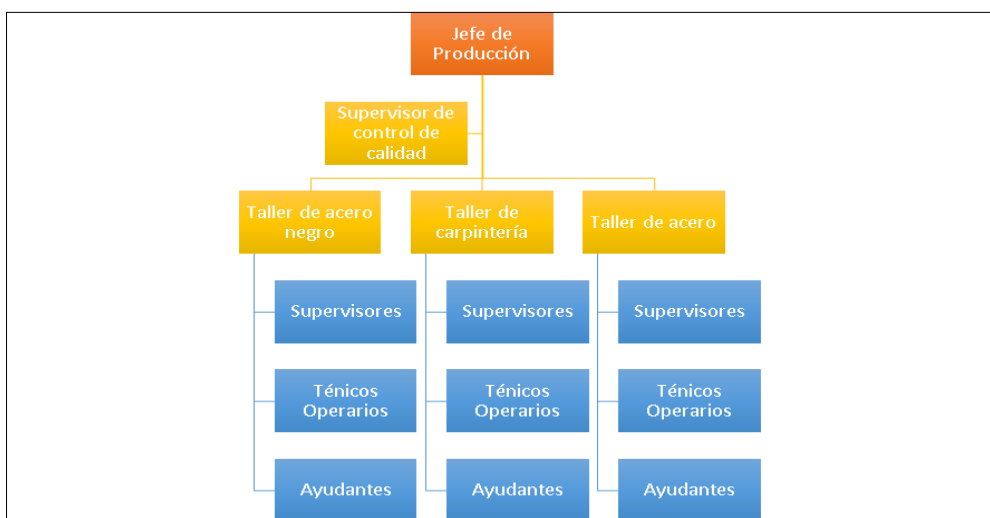 Jefe de
Producción
Supervisor de
control de
calidad
Taller de acero
negro
Taller de
carpintería
Taller de acero
Supervisores
Supervisores
Supervisores
Ténicos
Operarios
Ténicos
Operarios
Ténicos
Operarios
Ayudantes
Ayudantes
Ayudantes